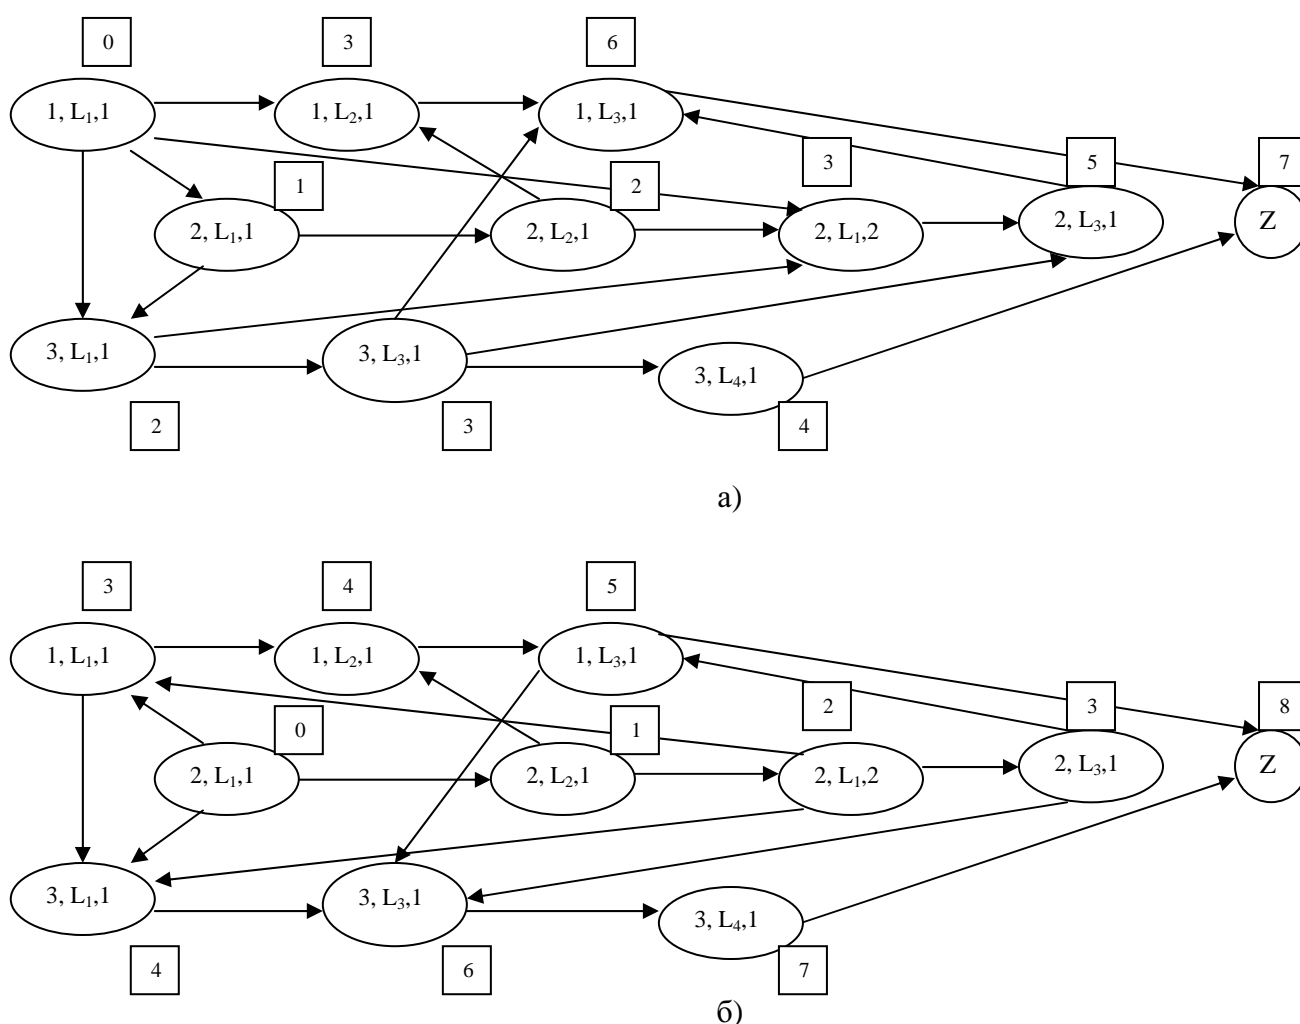 0 3 6
1, L₁,1 1, L₂,1 1, L₃,1
3 5 7
1 2
2, L₁,1 2, L₂,1 2, L₁,2 2, L₃,1 Z
3, L₁,1 3, L₃,1 3, L₄,1
2 3 4
а)
3 4 5
1, L₁,1 1, L₂,1 1, L₃,1
2 3 8
0 1
2, L₁,1 2, L₂,1 2, L₁,2 2, L₃,1 Z
3, L₁,1 3, L₃,1 3, L₄,1
4 6 7
б)